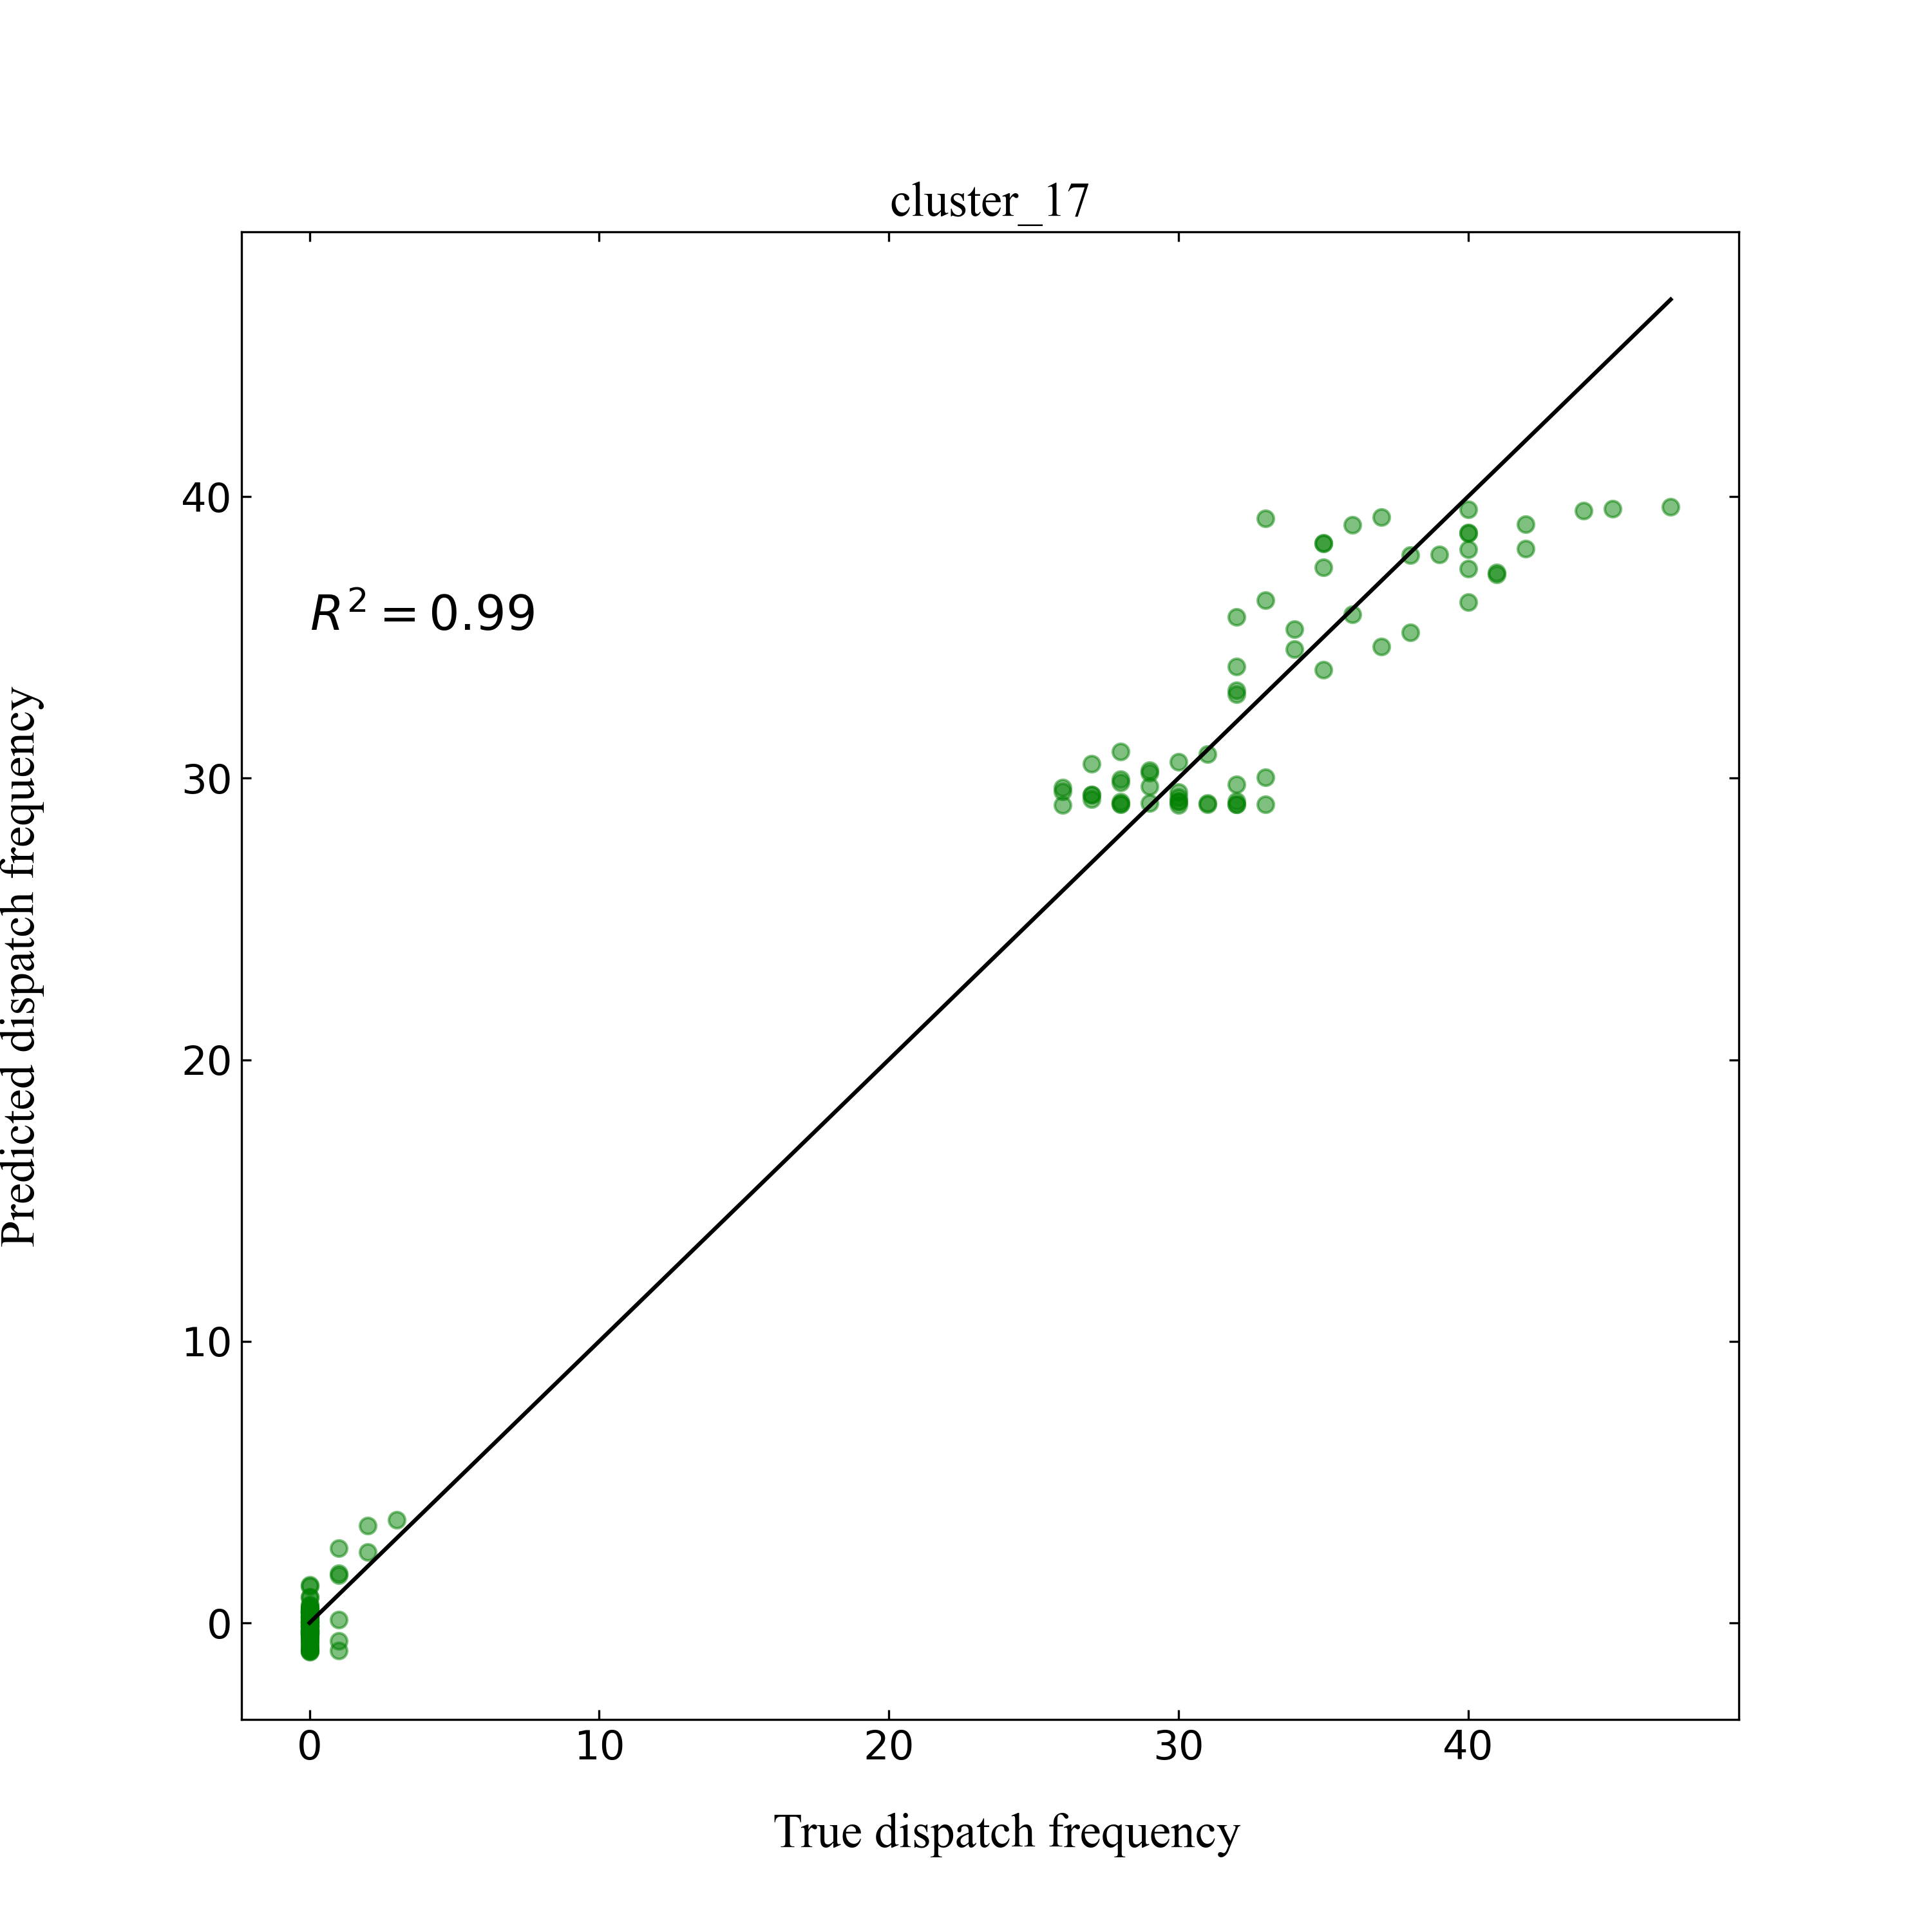 cluster_17
40
R² = 0.99
30
Predicted dispatch frequency
20
10
0
0 10 20 30 40
True dispatch frequency